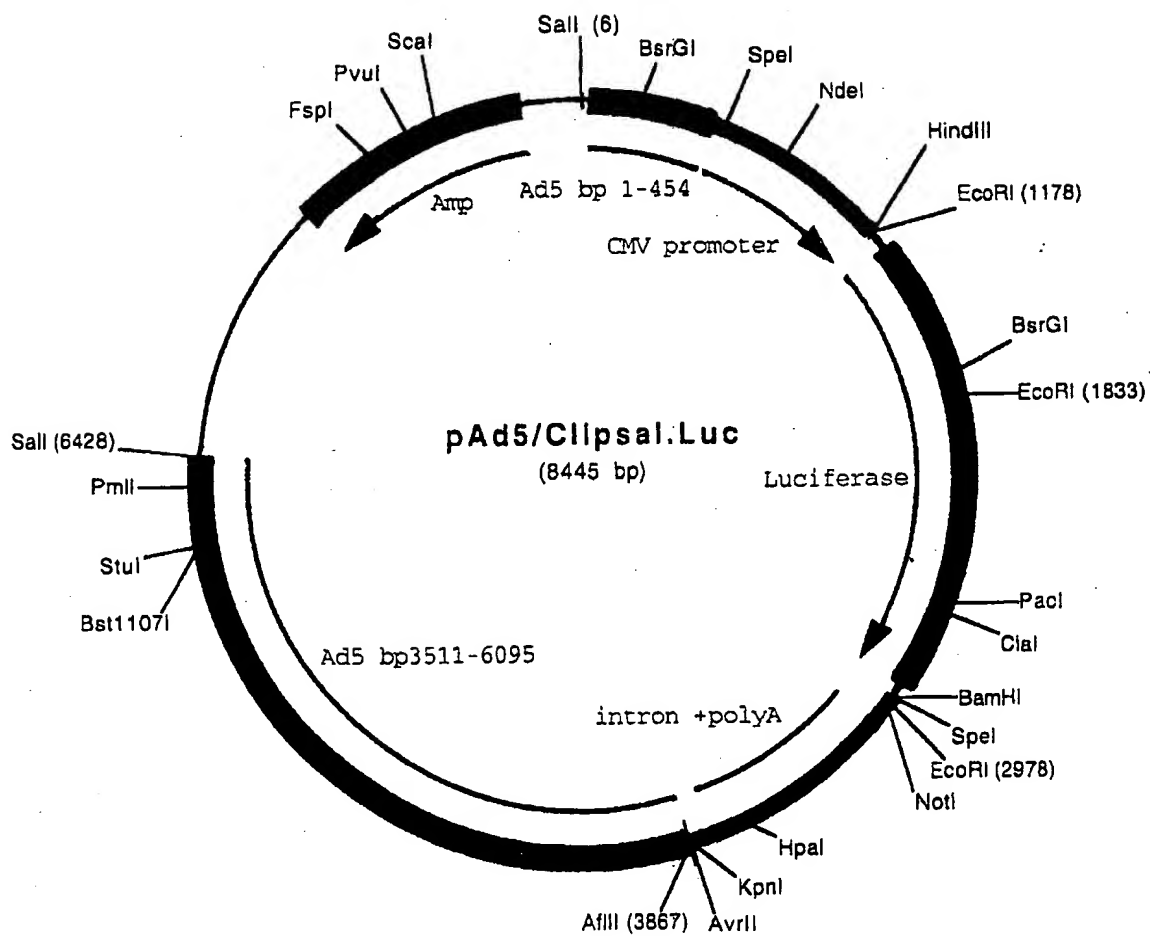 SalI (6)
ScaI
BsrGI
SpeI
PvuI
NdeI
FspI
HindIII
EcoRI (1178)
Amp
Ad5 bp 1-454
CMV promoter
BsrGI
EcoRI (1833)
SalI (6428)
pAd5/Clipsal.Luc
(8445 bp)
Luciferase
PmlI
StuI
Bst1107I
PacI
ClaI
Ad5 bp3511-6095
BamHI
intron +polyA
SpeI
EcoRI (2978)
NotI
HpaI
KpnI
AflII (3867)
AvrII